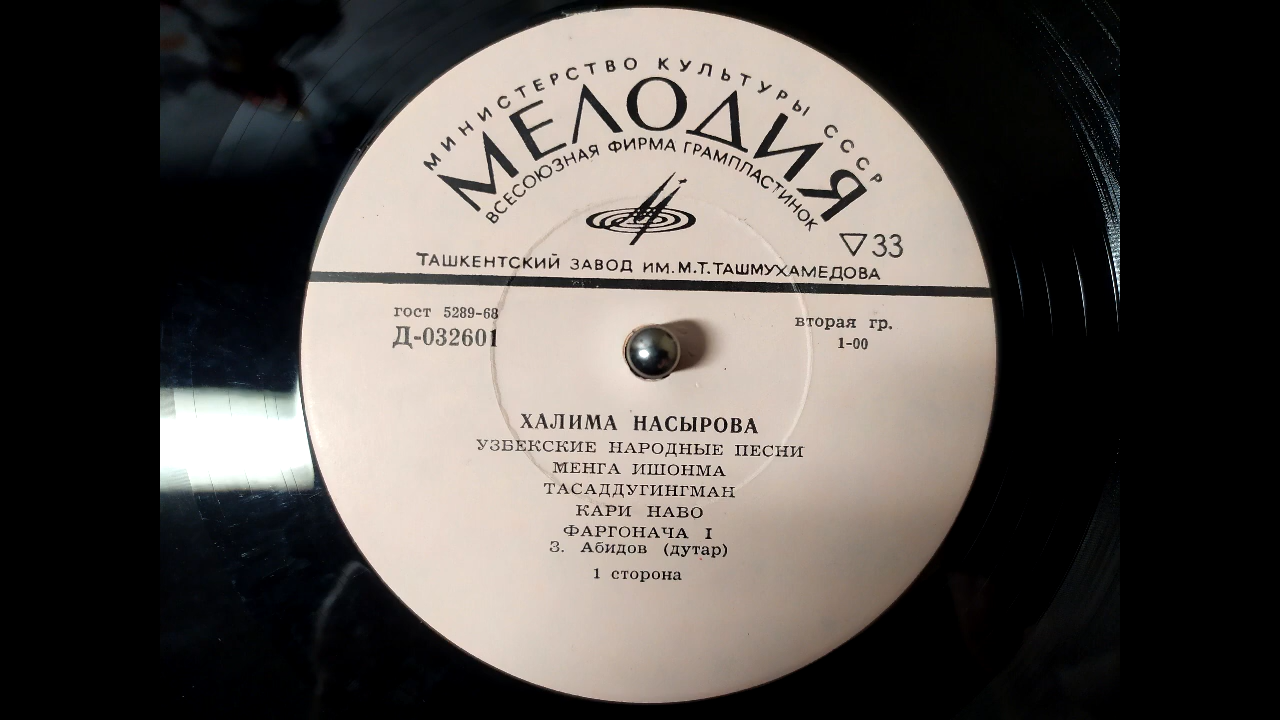 МИНИСТЕРСТВО КУЛЬТУРЫ СССР
МЕЛОДИЯ
ВСЕСОЮЗНАЯ ФИРМА ГРАМПЛАСТИНОК
33
ТАШКЕНТСКИЙ ЗАВОД ИМ. М.Т. ТАШМУХАМЕДОВА
гост 5289-68
Д-032601
вторая гр.
1-00
ХАЛИМА НАСЫРОВА
УЗБЕКСКИЕ НАРОДНЫЕ ПЕСНИ
МЕНГА ИШОНМА
ТАСАДДУГИНГМАН
КАРИ НАВО
ФАРГОНАЧА I
З. Абидов (дутар)
1 сторона